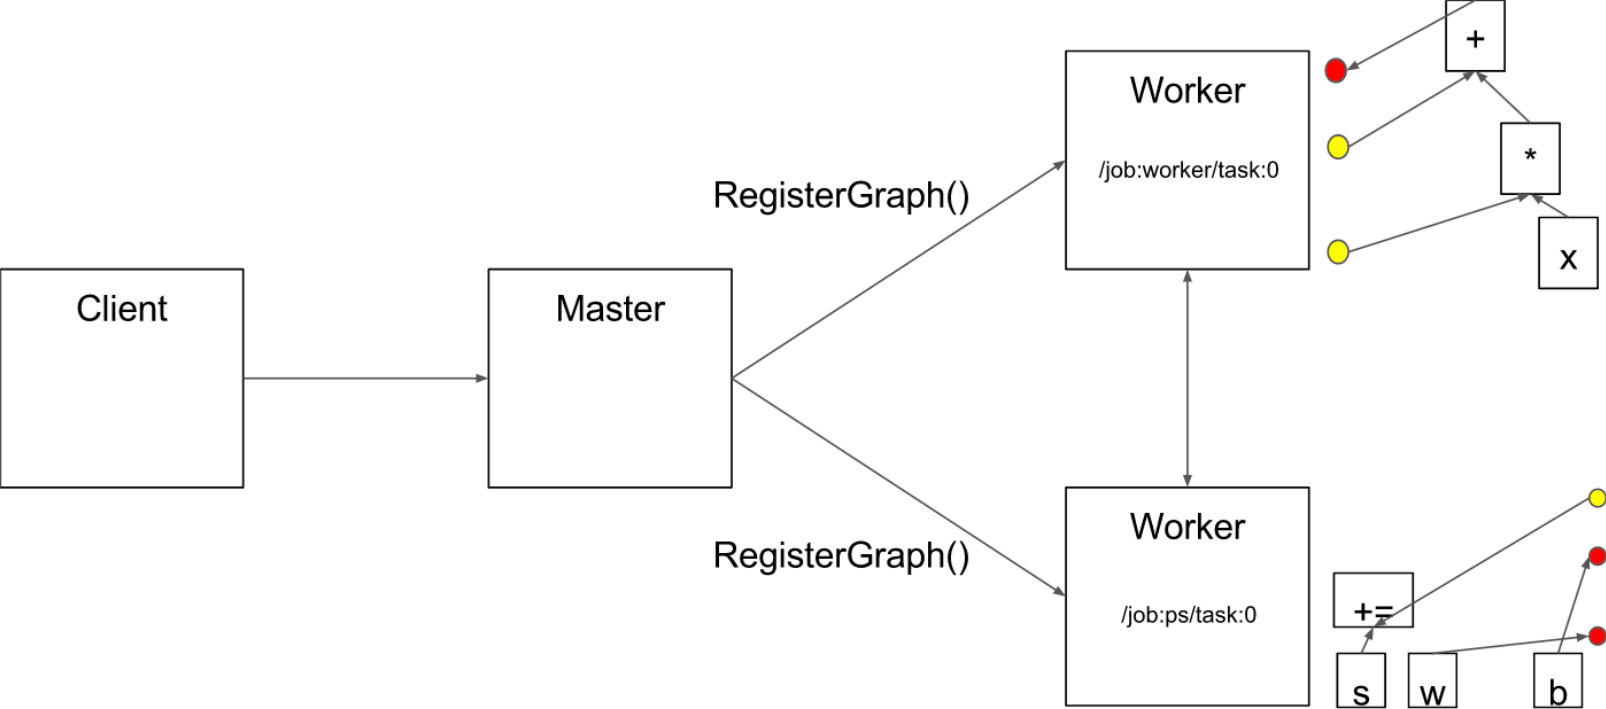 Client
Master
RegisterGraph()
RegisterGraph()
Worker
/job:worker/task:0
Worker
/job:ps/task:0
+
*
x
+=
s
w
b